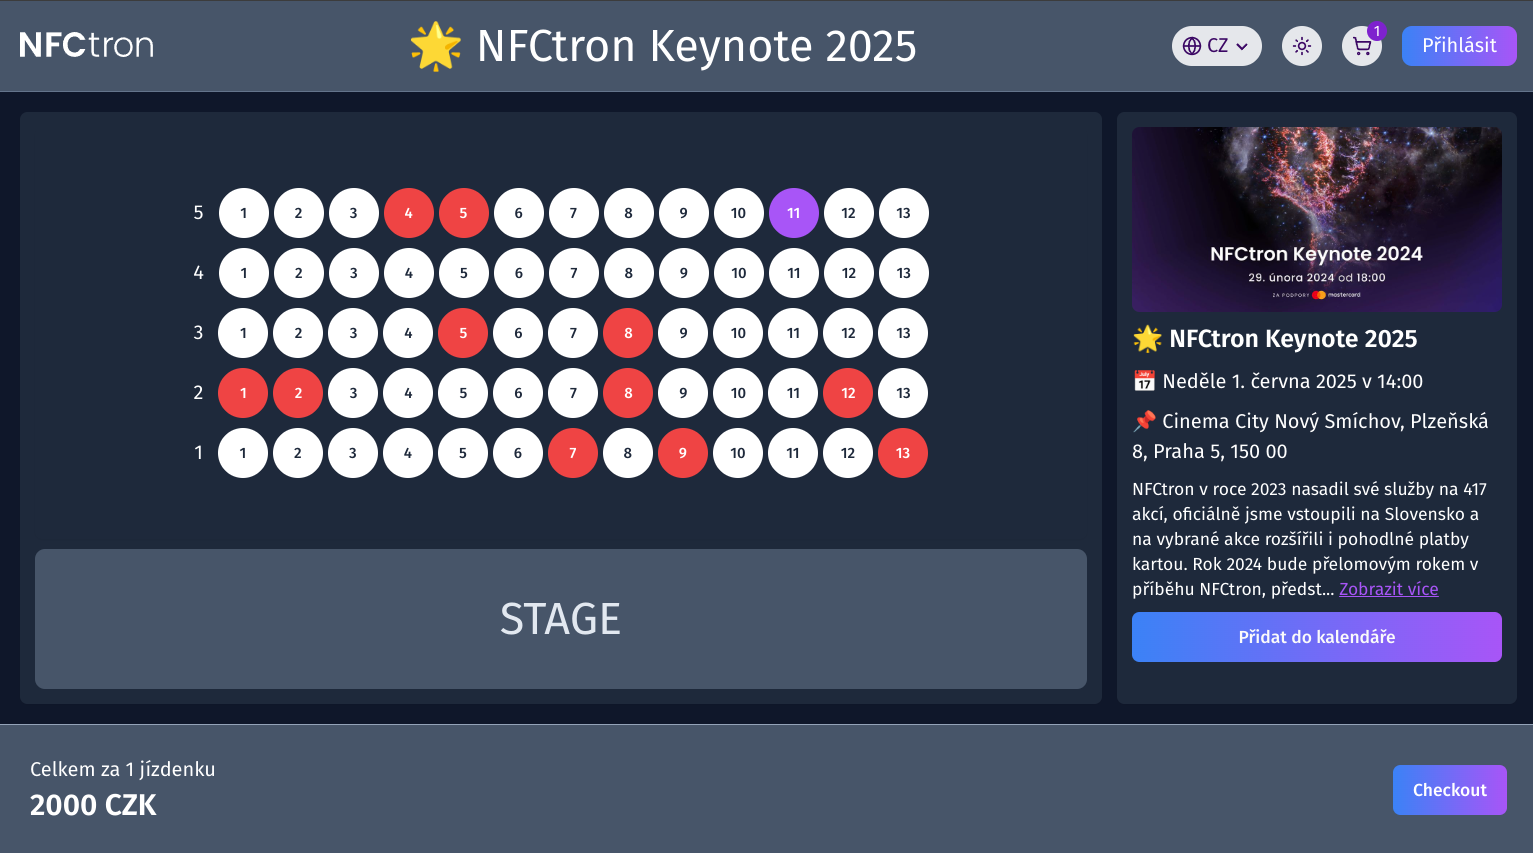 NFCtron
🌟 NFCtron Keynote 2025
CZ
1
Přihlásit
5 1 2 3 4 5 6 7 8 9 10 11 12 13
4 1 2 3 4 5 6 7 8 9 10 11 12 13
3 1 2 3 4 5 6 7 8 9 10 11 12 13
2 1 2 3 4 5 6 7 8 9 10 11 12 13
1 1 2 3 4 5 6 7 8 9 10 11 12 13
STAGE
NFCtron Keynote 2024
29. února 2024 od 18:00
ZA PODPORY mastercard
🌟 NFCtron Keynote 2025
📅 Neděle 1. června 2025 v 14:00
📌 Cinema City Nový Smíchov, Plzeňská
8, Praha 5, 150 00
NFCtron v roce 2023 nasadil své služby na 417
akcí, oficiálně jsme vstoupili na Slovensko a
na vybrané akce rozšířili i pohodlné platby
kartou. Rok 2024 bude přelomovým rokem v
příběhu NFCtron, předst... Zobrazit více
Přidat do kalendáře
Celkem za 1 jízdenku
2000 CZK
Checkout